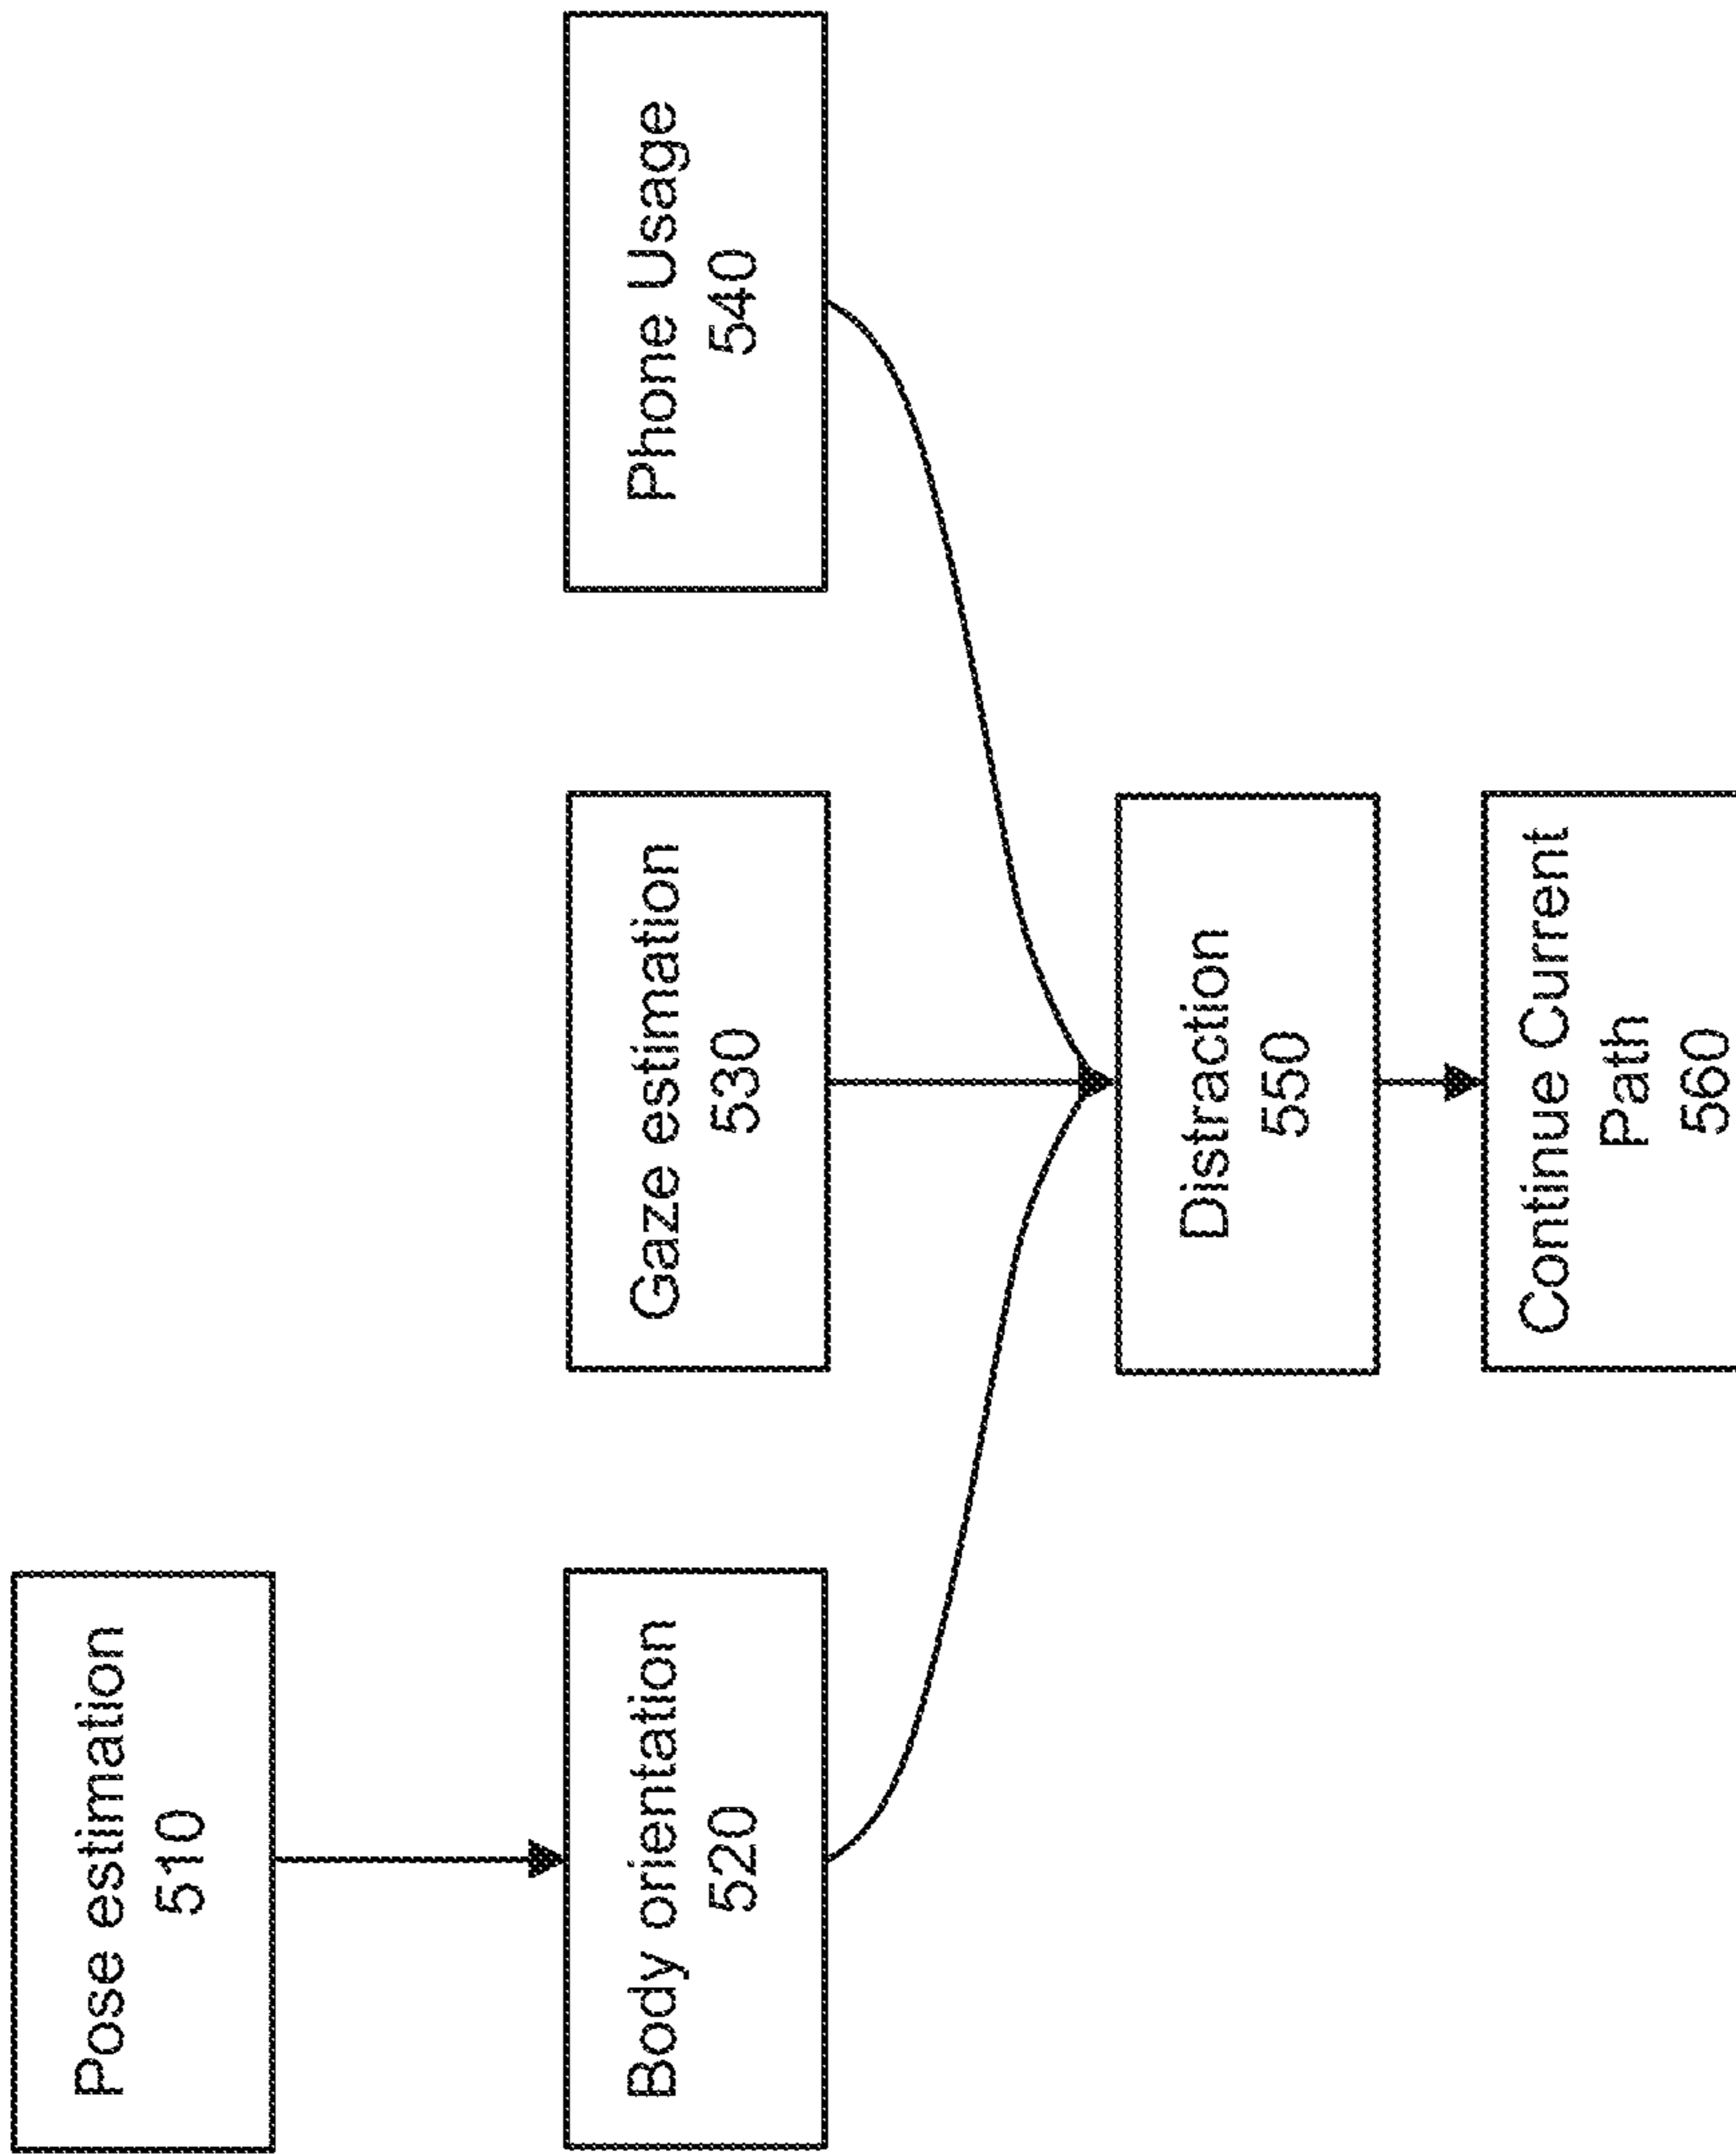 Pose estimation
510
Body orientation
520
Gaze estimation
530
Phone Usage
540
Distraction
550
Continue Current
Path
560